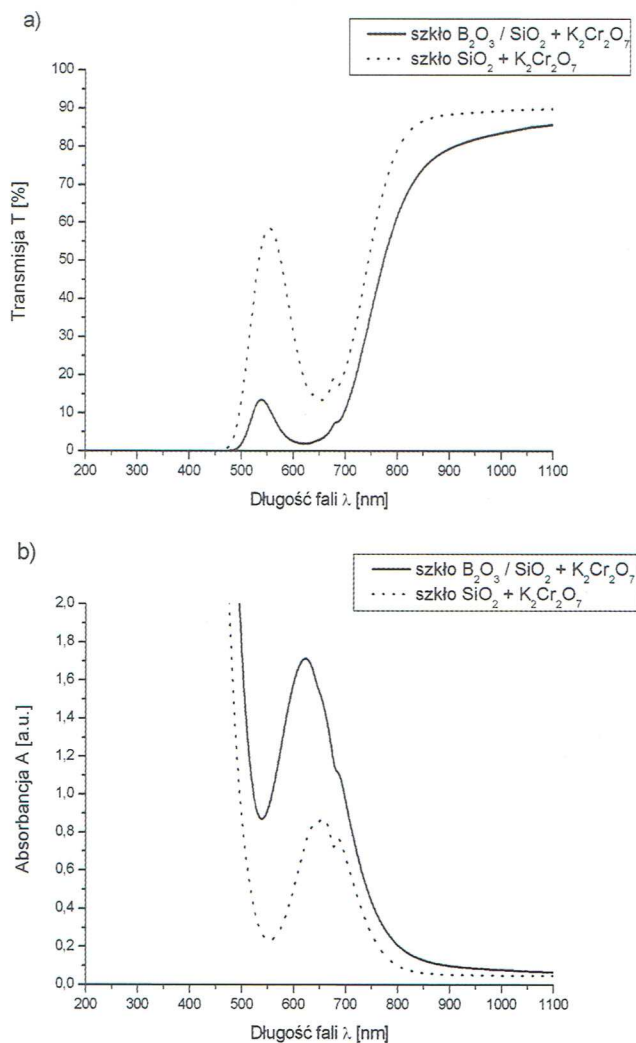 a)
szkło B₂O₃ / SiO₂ + K₂Cr₂O₇
szkło SiO₂ + K₂Cr₂O₇
100
90
80
70
60
50
40
30
20
10
0
Transmisja T [%]
200 300 400 500 600 700 800 900 1000 1100
Długość fali λ [nm]
b)
szkło B₂O₃ / SiO₂ + K₂Cr₂O₇
szkło SiO₂ + K₂Cr₂O₇
2,0
1,8
1,6
1,4
1,2
1,0
0,8
0,6
0,4
0,2
0,0
Absorbancja A [a.u.]
200 300 400 500 600 700 800 900 1000 1100
Długość fali λ [nm]